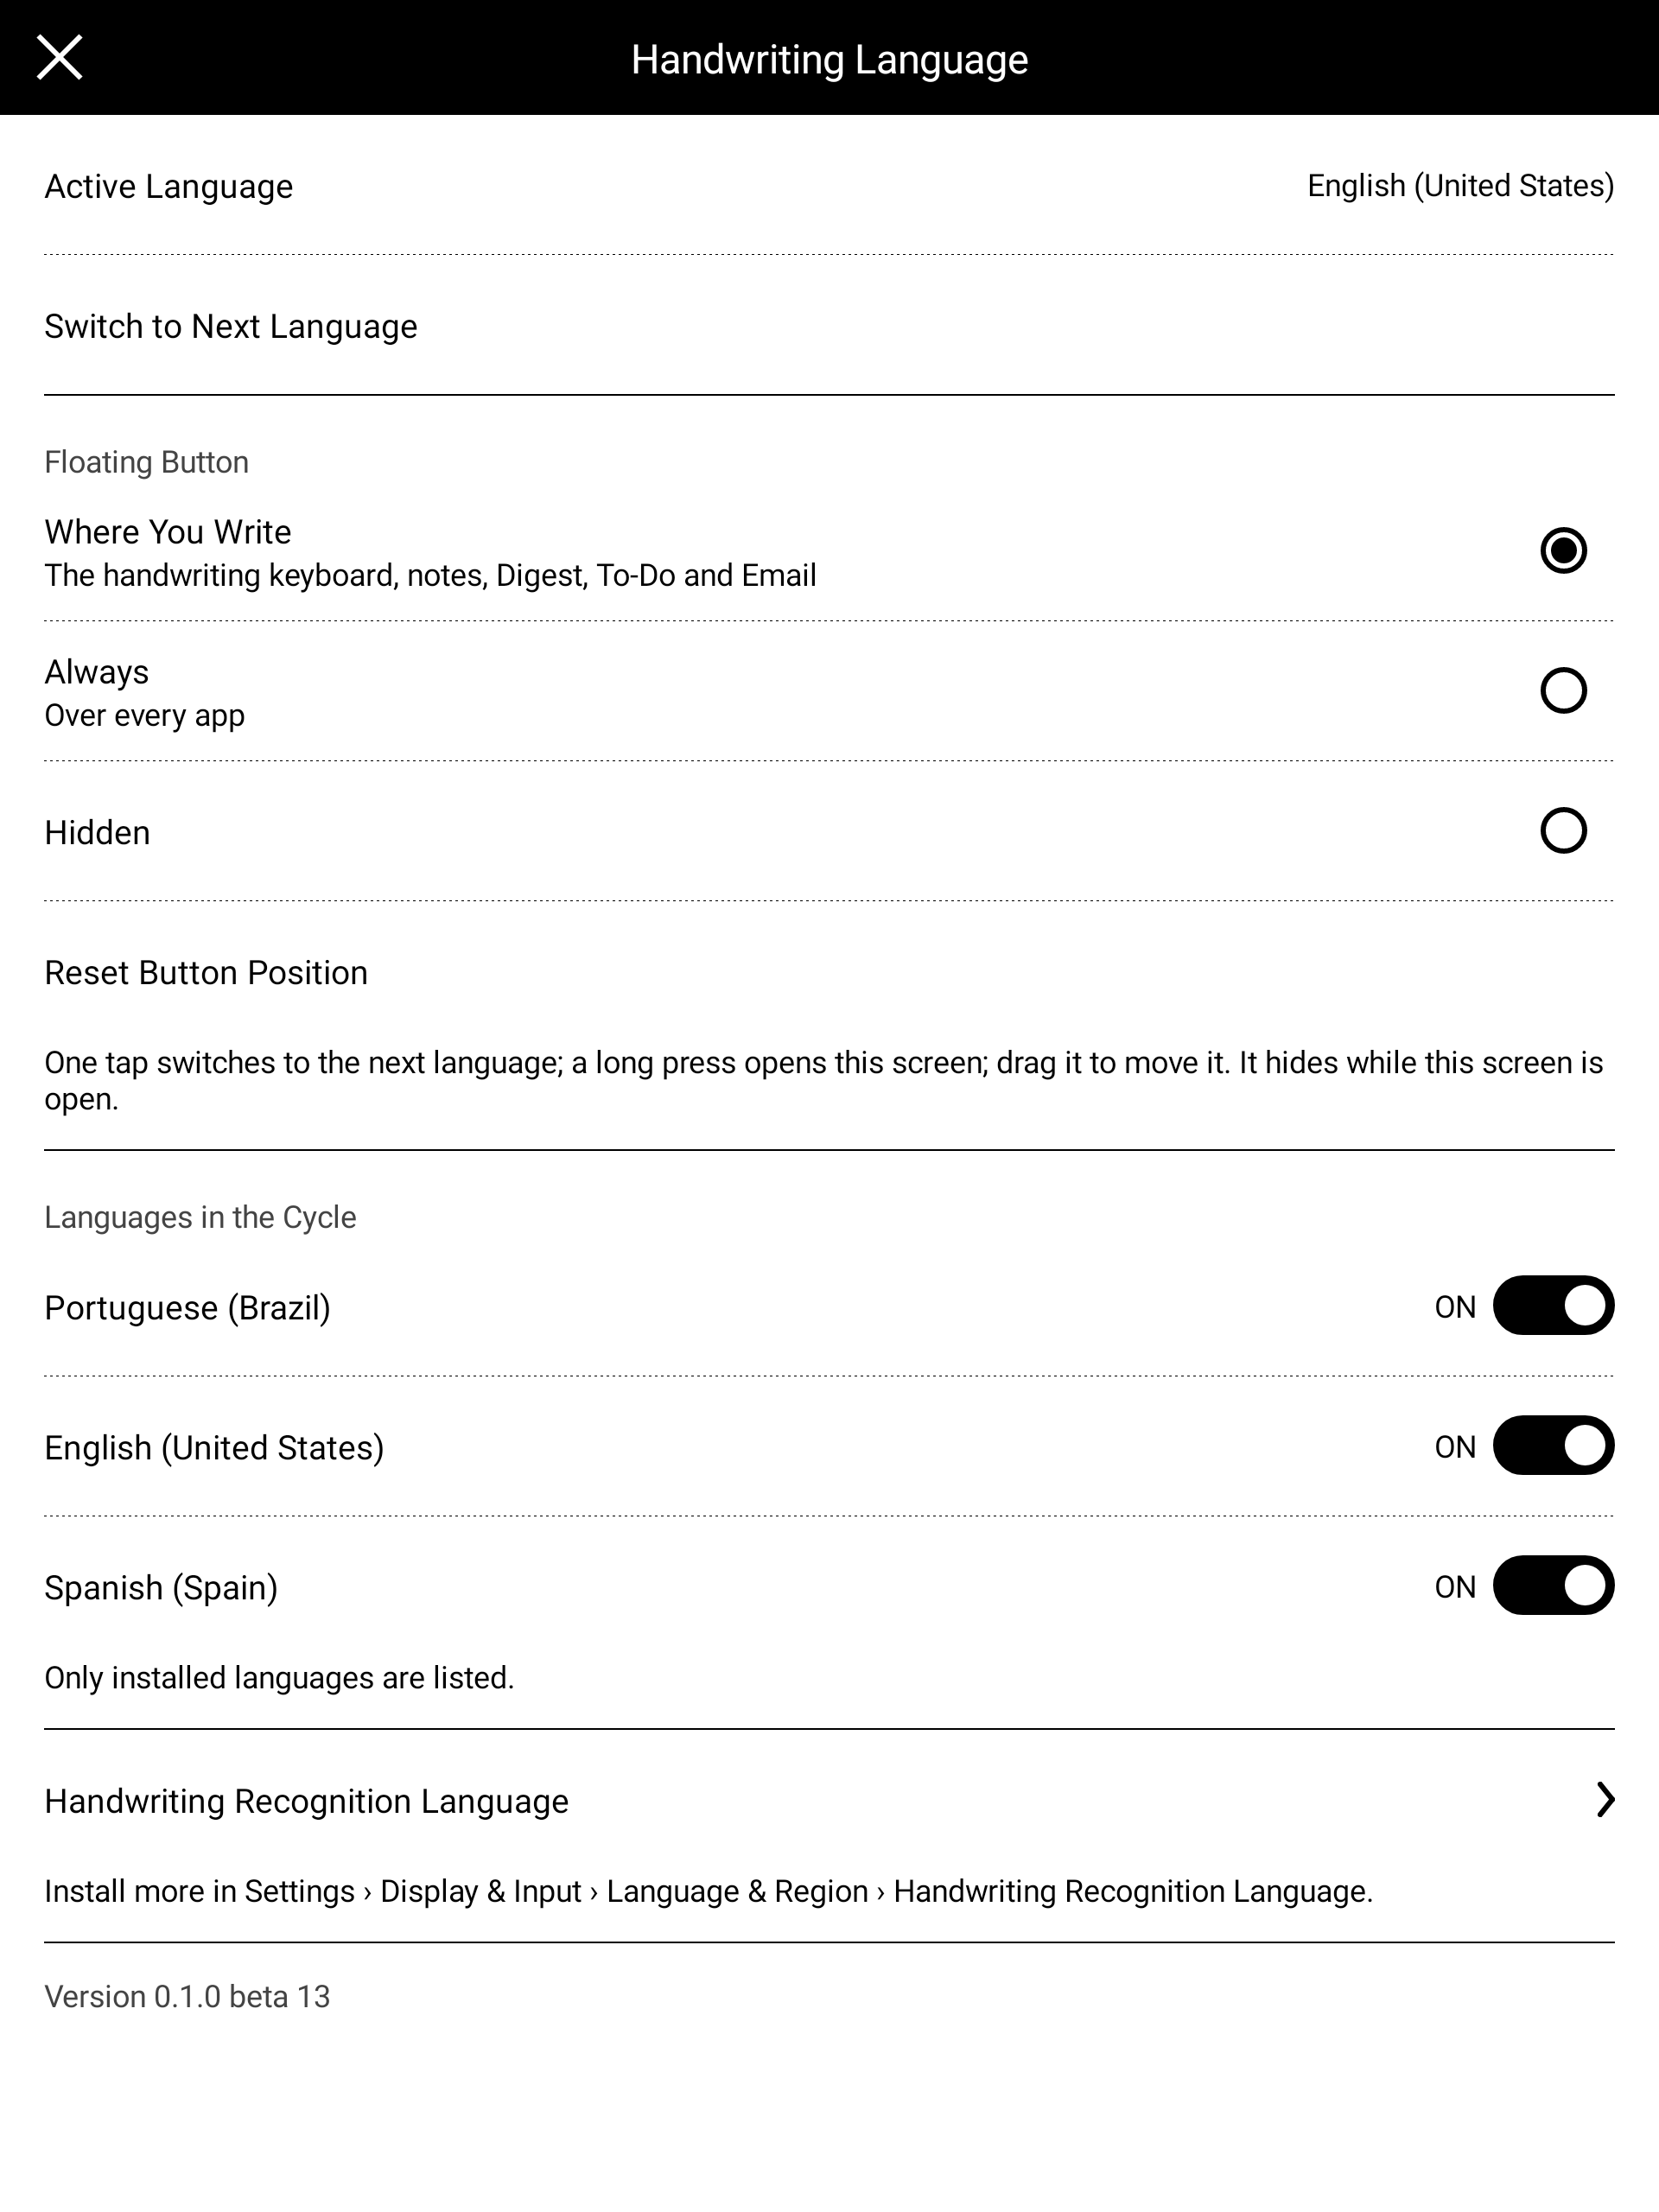 Handwriting Language
Active Language
English (United States)
Switch to Next Language
Floating Button
Where You Write
The handwriting keyboard, notes, Digest, To-Do and Email
Always
Over every app
Hidden
Reset Button Position
One tap switches to the next language; a long press opens this screen; drag it to move it. It hides while this screen is
open.
Languages in the Cycle
Portuguese (Brazil)
ON
English (United States)
ON
Spanish (Spain)
ON
Only installed languages are listed.
Handwriting Recognition Language
Install more in Settings › Display & Input › Language & Region › Handwriting Recognition Language.
Version 0.1.0 beta 13